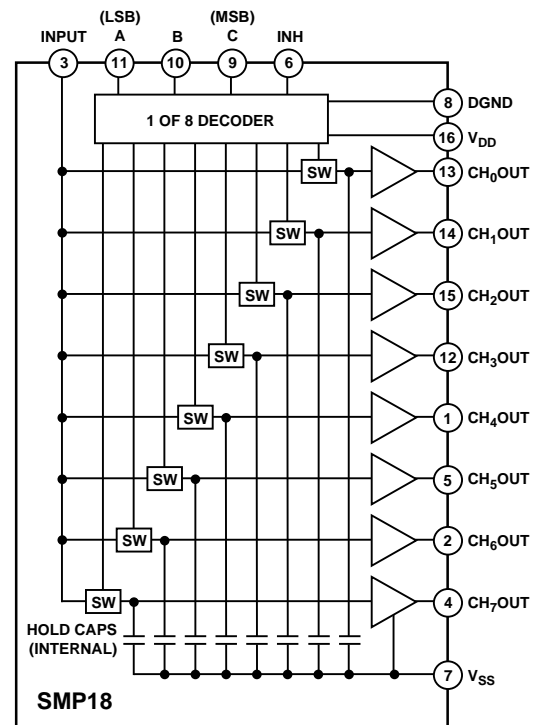 (LSB) (MSB)
INPUT A B C INH
3 11 10 9 6
8 DGND
1 OF 8 DECODER
16 VDD
SW 13 CH0OUT
SW 14 CH1OUT
SW 15 CH2OUT
SW 12 CH3OUT
SW 1 CH4OUT
SW 5 CH5OUT
SW 2 CH6OUT
SW 4 CH7OUT
HOLD CAPS
(INTERNAL)
7 VSS
SMP18